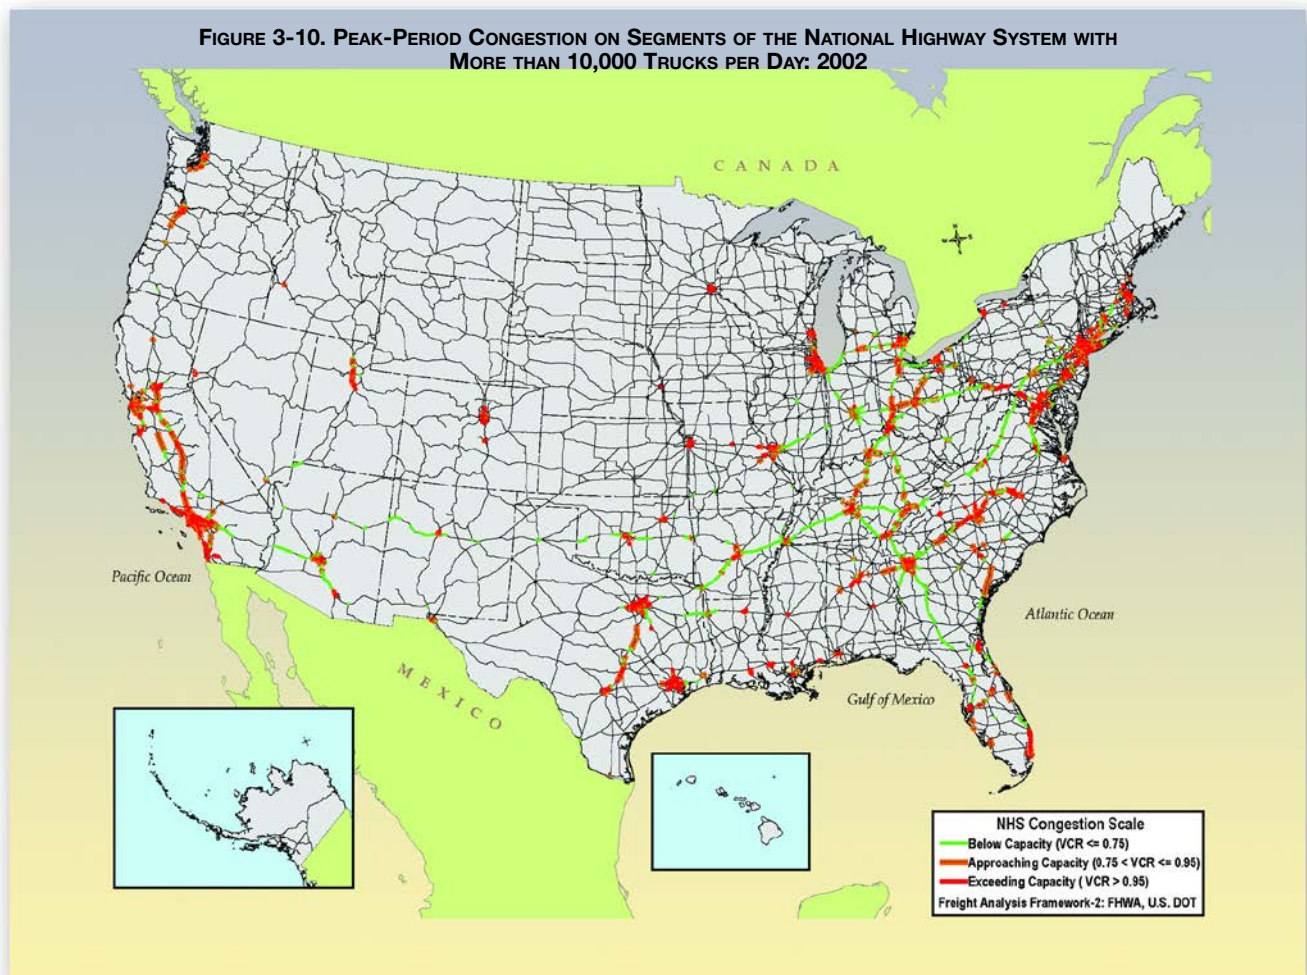 FIGURE 3-10. PEAK-PERIOD CONGESTION ON SEGMENTS OF THE NATIONAL HIGHWAY SYSTEM WITH
MORE THAN 10,000 TRUCKS PER DAY: 2002
CANADA
N
Pacific Ocean
Atlantic Ocean
MEXICO
Gulf of Mexico
NHS Congestion Scale
Below Capacity (VCR <= 0.75)
Approaching Capacity (0.75 < VCR <= 0.95)
Exceeding Capacity ( VCR > 0.95)
Freight Analysis Framework-2: FHWA, U.S. DOT